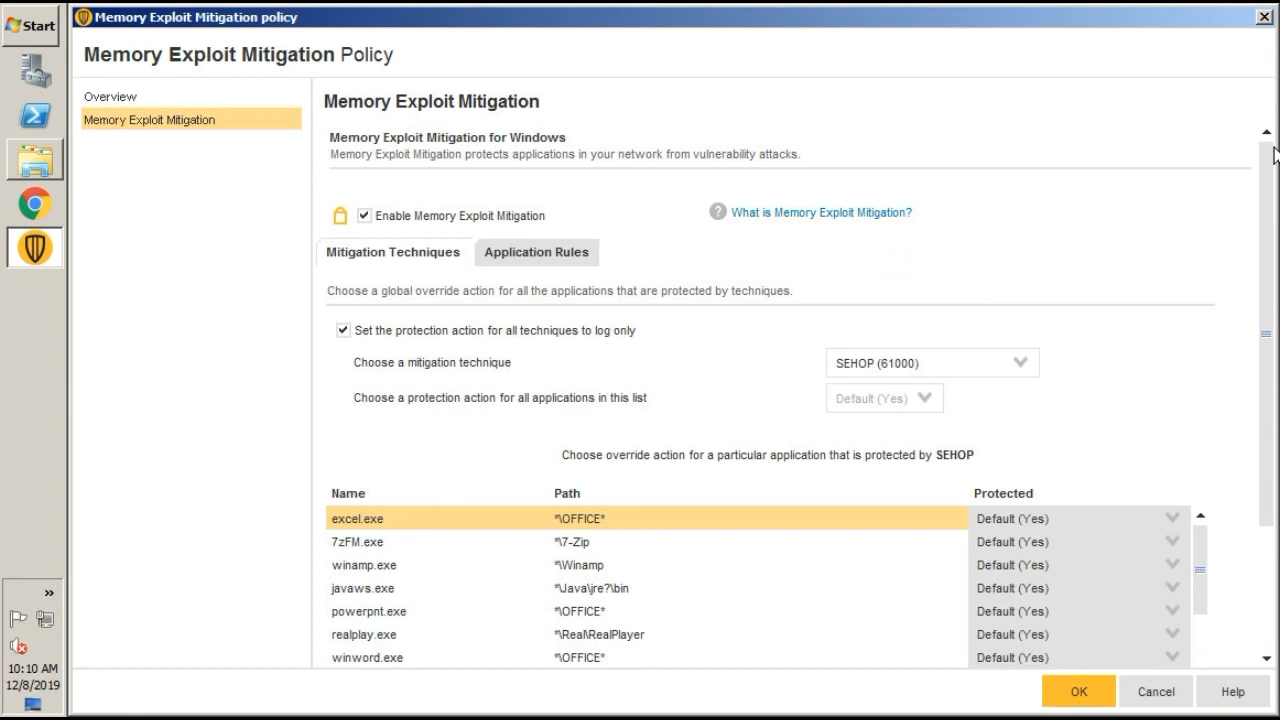 Start
Memory Exploit Mitigation policy
Memory Exploit Mitigation Policy
Overview
Memory Exploit Mitigation
Memory Exploit Mitigation
Memory Exploit Mitigation for Windows
Memory Exploit Mitigation protects applications in your network from vulnerability attacks.
Enable Memory Exploit Mitigation
? What is Memory Exploit Mitigation?
Mitigation Techniques Application Rules
Choose a global override action for all the applications that are protected by techniques.
Set the protection action for all techniques to log only
Choose a mitigation technique SEHOP (61000)
Choose a protection action for all applications in this list Default (Yes)
Choose override action for a particular application that is protected by SEHOP
Name Path Protected
excel.exe *\OFFICE* Default (Yes)
7zFM.exe *\7-Zip Default (Yes)
winamp.exe *\Winamp Default (Yes)
javaws.exe *\Java\jre?\bin Default (Yes)
powerpnt.exe *\OFFICE* Default (Yes)
realplay.exe *\Real\RealPlayer Default (Yes)
winword.exe *\OFFICE* Default (Yes)
OK Cancel Help
»
10:10 AM
12/8/2019